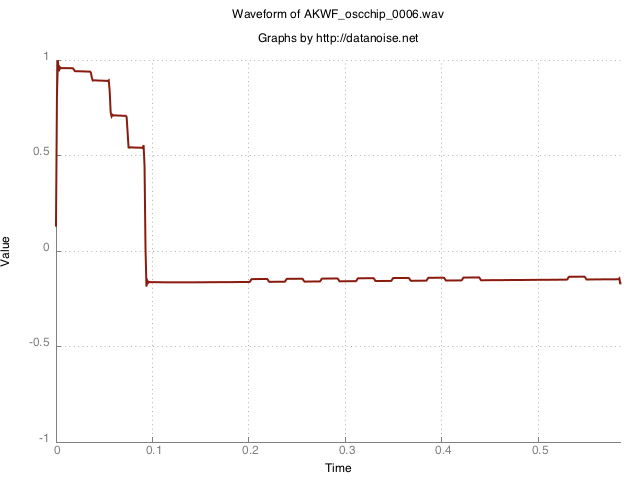 Waveform of AKWF_oscchip_0006.wav
Graphs by http://datanoise.net
1
0.5
0
-0.5
-1
Value
0 0.1 0.2 0.3 0.4 0.5
Time